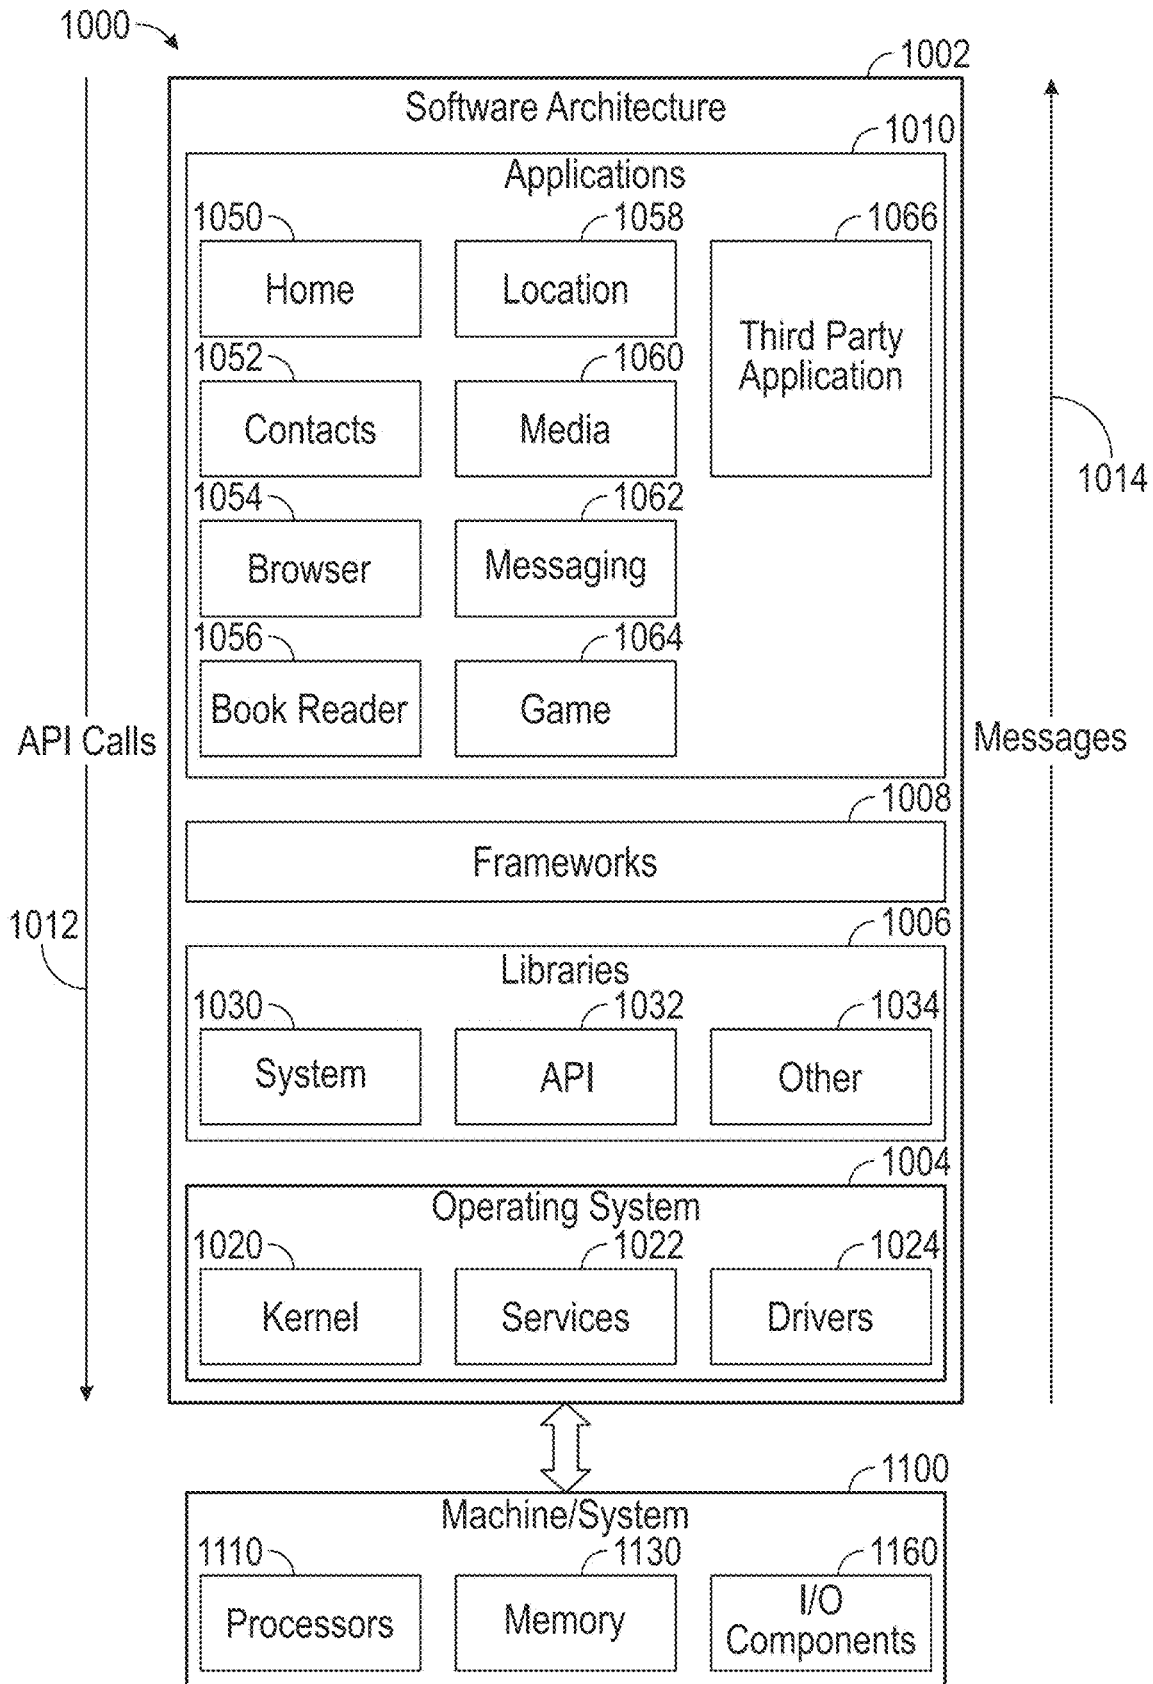 1000
1002
Software Architecture
1010
Applications
1050
1058
1066
Home
Location
Third Party
Application
1052
1060
Contacts
Media
1014
1054
1062
Browser
Messaging
1056
1064
Book Reader
Game
API Calls
Messages
1008
Frameworks
1012
1006
Libraries
1030
1032
1034
System
API
Other
1004
Operating System
1020
1022
1024
Kernel
Services
Drivers
1100
Machine/System
1110
1130
1160
Processors
Memory
I/O
Components